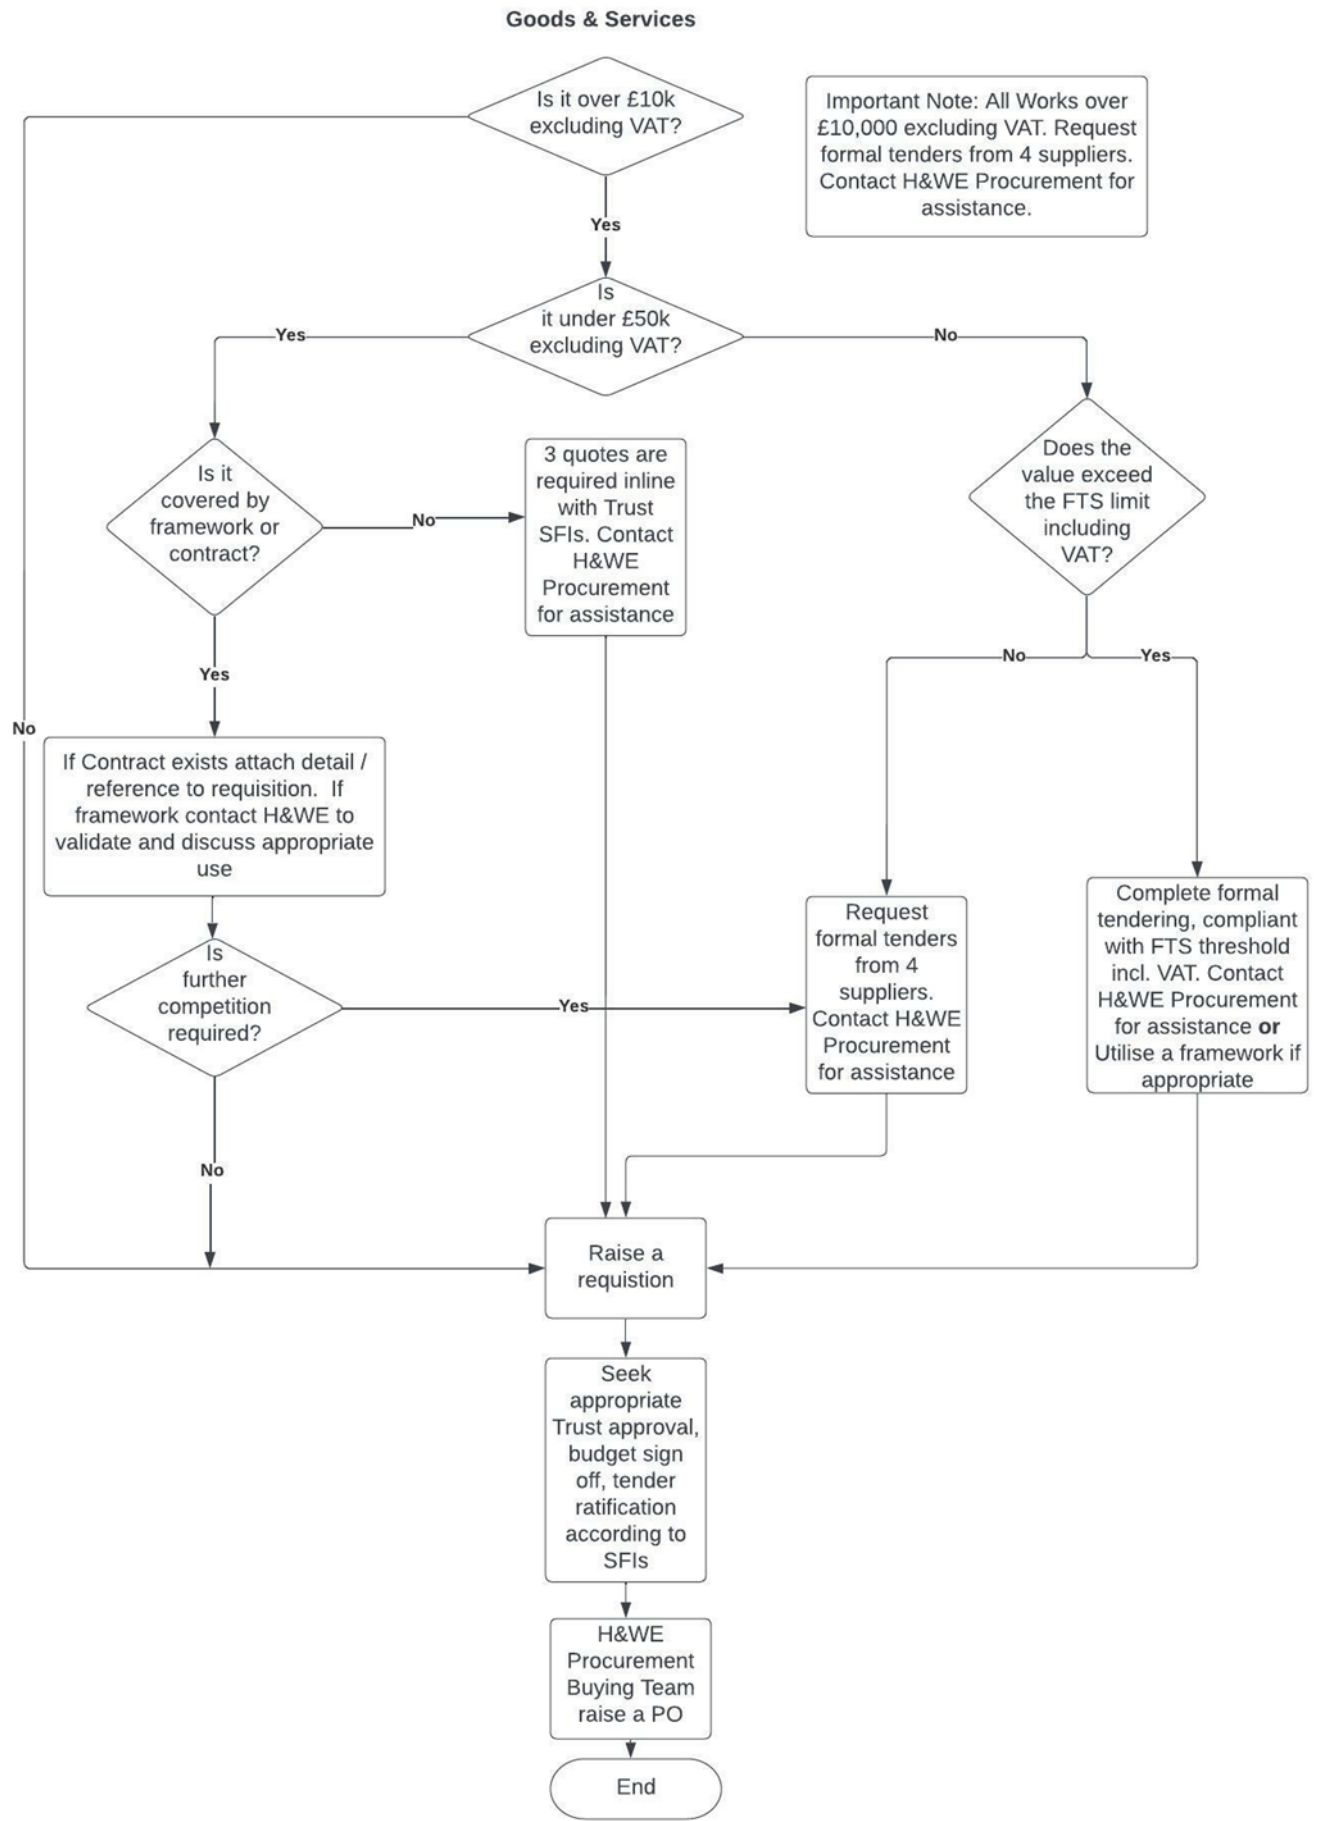 Goods & Services
Is it over £10k
excluding VAT?
Important Note: All Works over
£10,000 excluding VAT. Request
formal tenders from 4 suppliers.
Contact H&WE Procurement for
assistance.
Yes
Is
it under £50k
excluding VAT?
Yes
No
Is it
covered by
framework or
contract?
No
3 quotes are
required inline
with Trust
SFIs. Contact
H&WE
Procurement
for assistance
Does the
value exceed
the FTS limit
including
VAT?
No
Yes
Yes
No
If Contract exists attach detail /
reference to requisition.  If
framework contact H&WE to
validate and discuss appropriate
use
Is
further
competition
required?
Yes
Request
formal tenders
from 4
suppliers.
Contact H&WE
Procurement
for assistance
Complete formal
tendering, compliant
with FTS threshold
incl. VAT. Contact
H&WE Procurement
for assistance or
Utilise a framework if
appropriate
No
Raise a
requistion
Seek
appropriate
Trust approval,
budget sign
off, tender
ratification
according to
SFIs
H&WE
Procurement
Buying Team
raise a PO
End